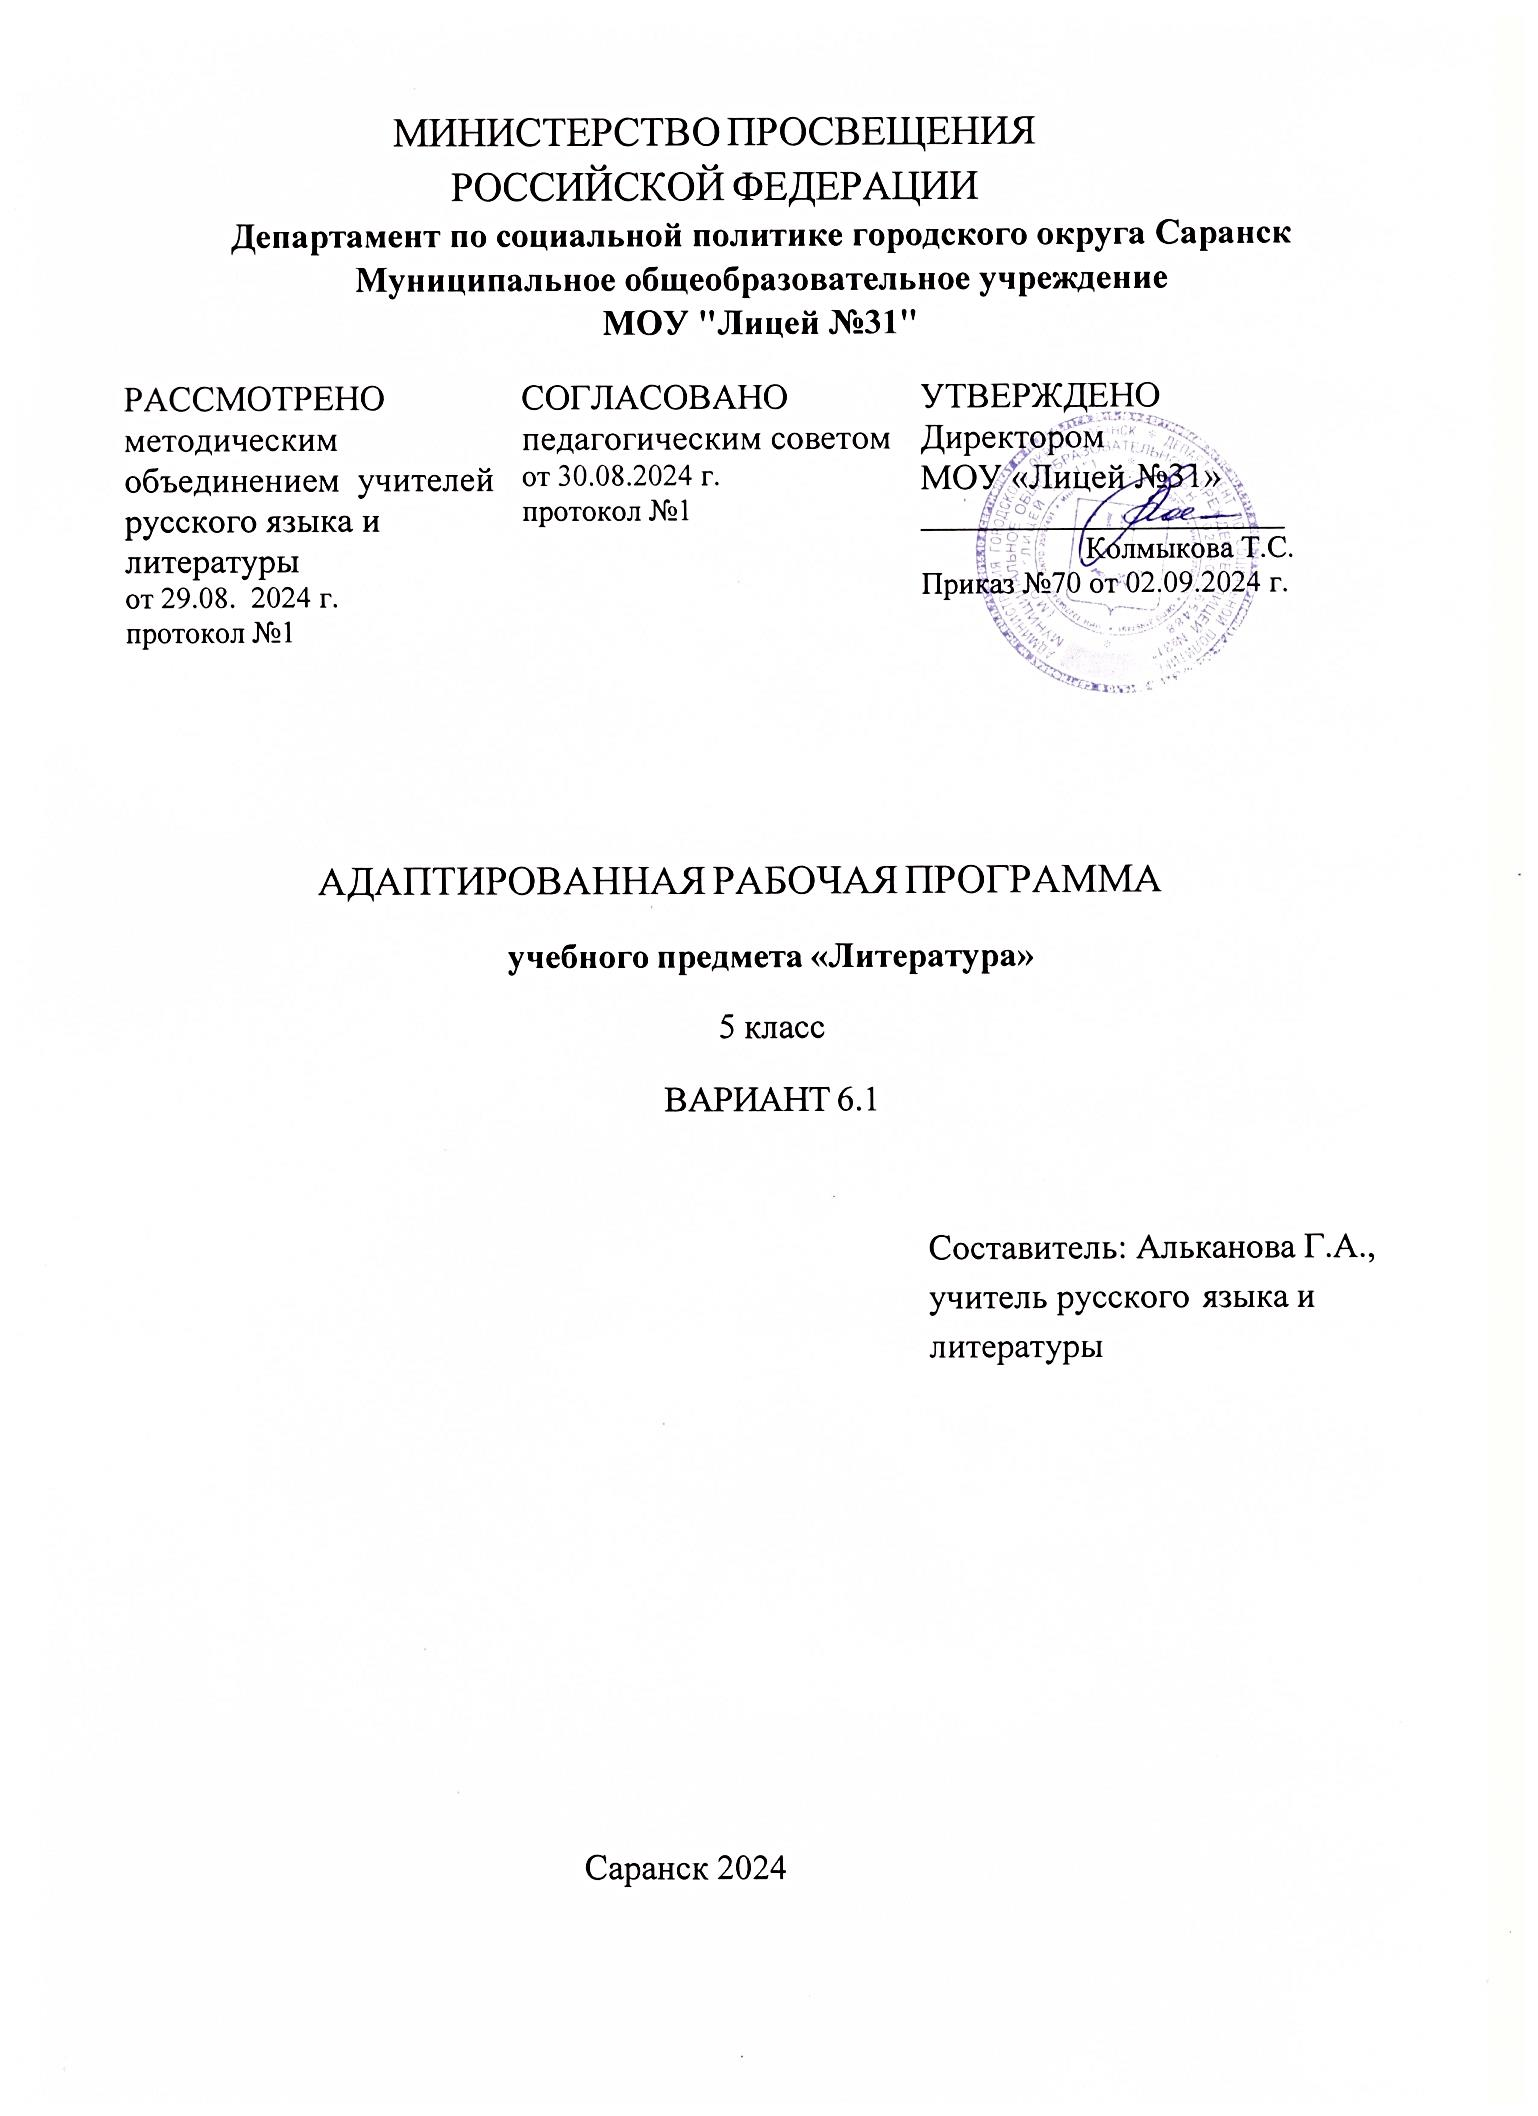 МИНИСТЕРСТВО ПРОСВЕЩЕНИЯ
РОССИЙСКОЙ ФЕДЕРАЦИИ
Департамент по социальной политике городского округа Саранск
Муниципальное общеобразовательное учреждение
МОУ "Лицей №31"
РАССМОТРЕНО
методическим
объединением учителей
русского языка и
литературы
от 29.08. 2024 г.
протокол №1
СОГЛАСОВАНО
педагогическим советом
от 30.08.2024 г.
протокол №1
УТВЕРЖДЕНО
Директором
МОУ «Лицей №31»
Колмыкова Т.С.
Приказ №70 от 02.09.2024 г.
АДАПТИРОВАННАЯ РАБОЧАЯ ПРОГРАММА
учебного предмета «Литература»
5 класс
ВАРИАНТ 6.1
Составитель: Альканова Г.А.,
учитель русского языка и
литературы
Саранск 2024